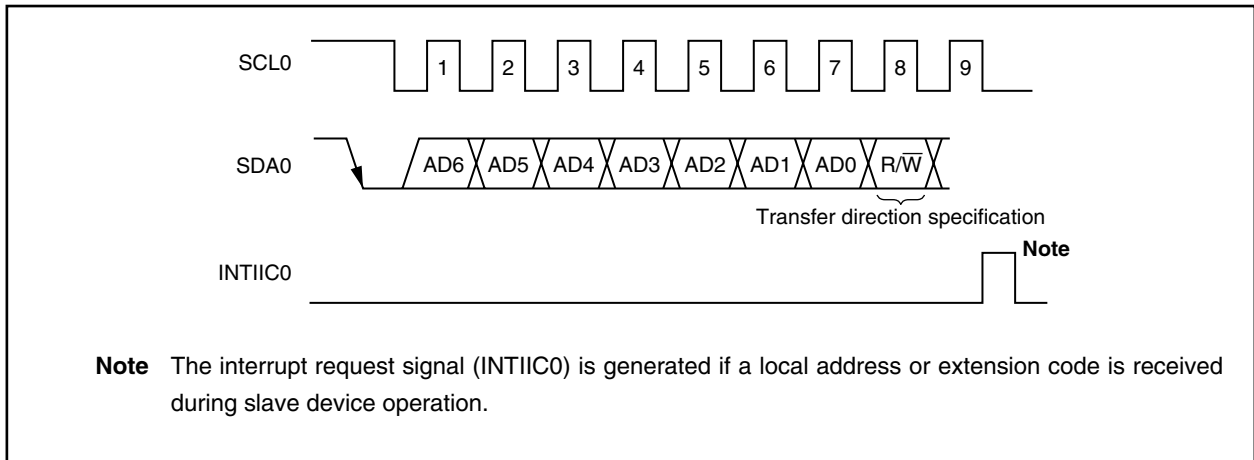 SCL0
1 2 3 4 5 6 7 8 9
SDA0
AD6 AD5 AD4 AD3 AD2 AD1 AD0 R/W̅
Transfer direction specification
Note
INTIIC0
Note The interrupt request signal (INTIIC0) is generated if a local address or extension code is received
during slave device operation.